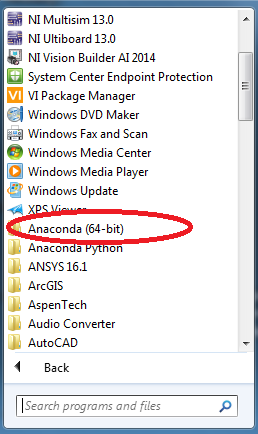 NI Multisim 13.0
NI Ultiboard 13.0
NI Vision Builder AI 2014
System Center Endpoint Protection
VI Package Manager
Windows DVD Maker
Windows Fax and Scan
Windows Media Center
Windows Media Player
Windows Update
XPS Viewer
Anaconda (64-bit)
Anaconda Python
ANSYS 16.1
ArcGIS
AspenTech
Audio Converter
AutoCAD
Back
Search programs and files